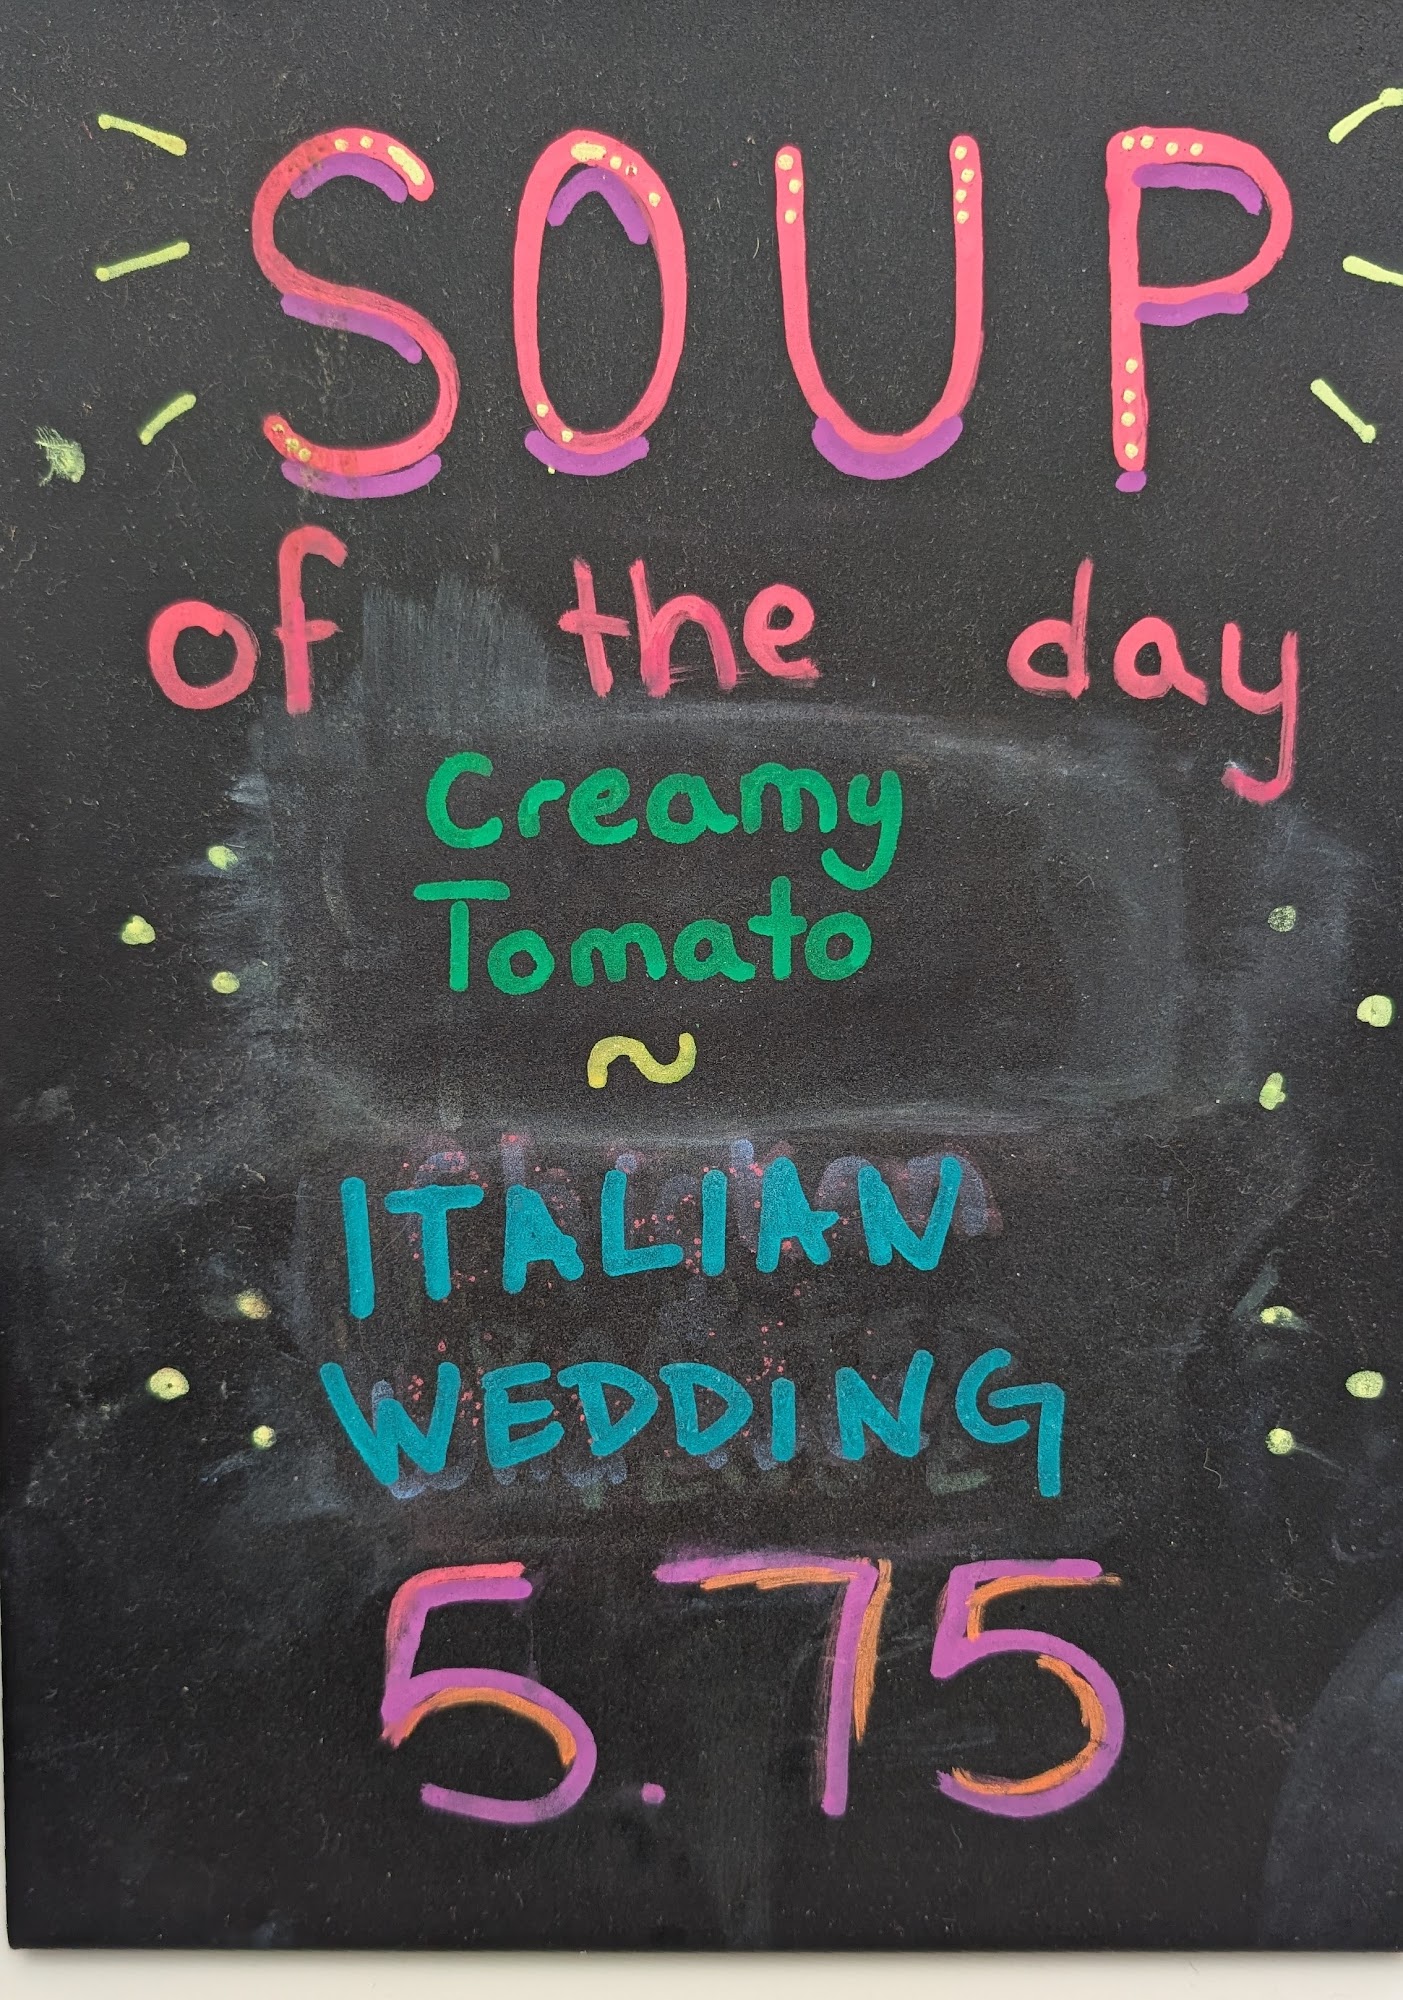 SOUP
of the day
Creamy
Tomato
~
ITALIAN
WEDDING
5.75